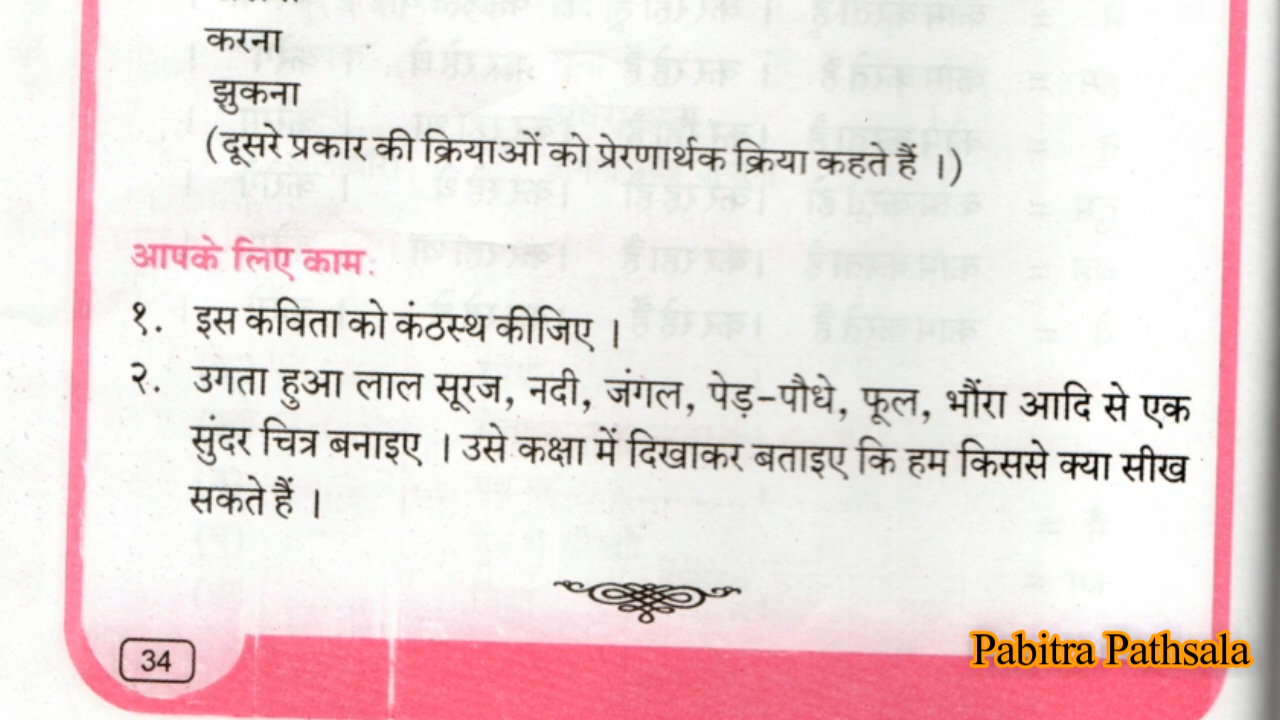 करना
झुकना
(दूसरे प्रकार की क्रियाओं को प्रेरणार्थक क्रिया कहते हैं ।)
आपके लिए काम:
१. इस कविता को कंठस्थ कीजिए ।
२. उगता हुआ लाल सूरज, नदी, जंगल, पेड़-पौधे, फूल, भौंरा आदि से एक
सुंदर चित्र बनाइए । उसे कक्षा में दिखाकर बताइए कि हम किससे क्या सीख
सकते हैं ।
34
Pabitra Pathsala